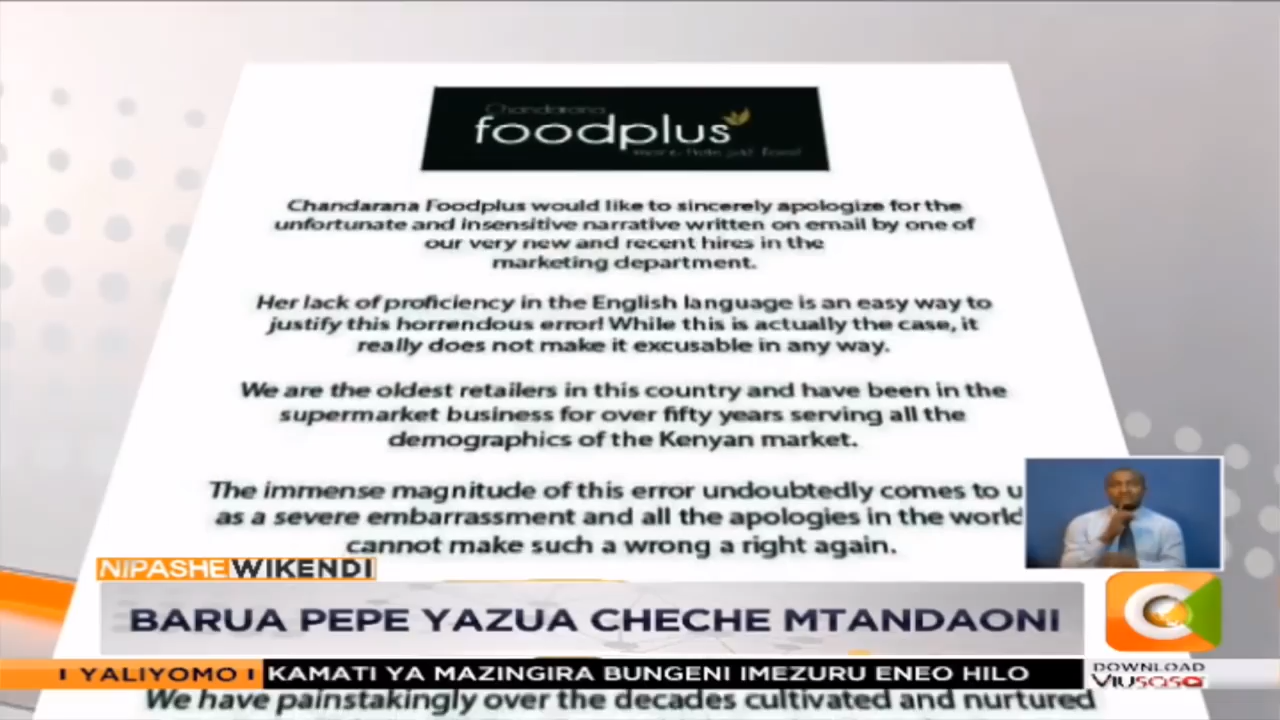 Chandarana
foodplus
Chandarana Foodplus would like to sincerely apologize for the
unfortunate and insensitive narrative written on email by one of
our very new and recent hires in the
marketing department.
Her lack of proficiency in the English language is an easy way to
justify this horrendous error! While this is actually the case, it
really does not make it excusable in any way.
We are the oldest retailers in this country and have been in the
supermarket business for over fifty years serving all the
demographics of the Kenyan market.
The immense magnitude of this error undoubtedly comes to u
as a severe embarrassment and all the apologies in the world
cannot make such a wrong a right again.
NIPASHE WIKENDI
BARUA PEPE YAZUA CHECHE MTANDAONI
YALIYOMO KAMATI YA MAZINGIRA BUNGENI IMEZURU ENEO HILO
DOWNLOAD
VIUSASA
We have painstakingly over the decades cultivated and nurtured